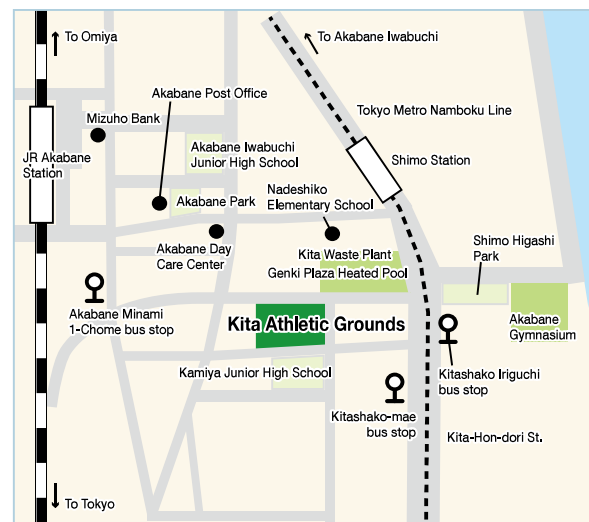 To Omiya
To Akabane Iwabuchi
Akabane Post Office
Mizuho Bank
Tokyo Metro Namboku Line
JR Akabane
Station
Akabane Iwabuchi
Junior High School
Shimo Station
Akabane Park
Nadeshiko
Elementary School
Akabane Day
Care Center
Kita Waste Plant
Genki Plaza Heated Pool
Shimo Higashi
Park
Akabane Minami
1-Chome bus stop
Kita Athletic Grounds
Akabane
Gymnasium
Kamiya Junior High School
Kitashako Iriguchi
bus stop
Kitashako-mae
bus stop
Kita-Hon-dori St.
To Tokyo